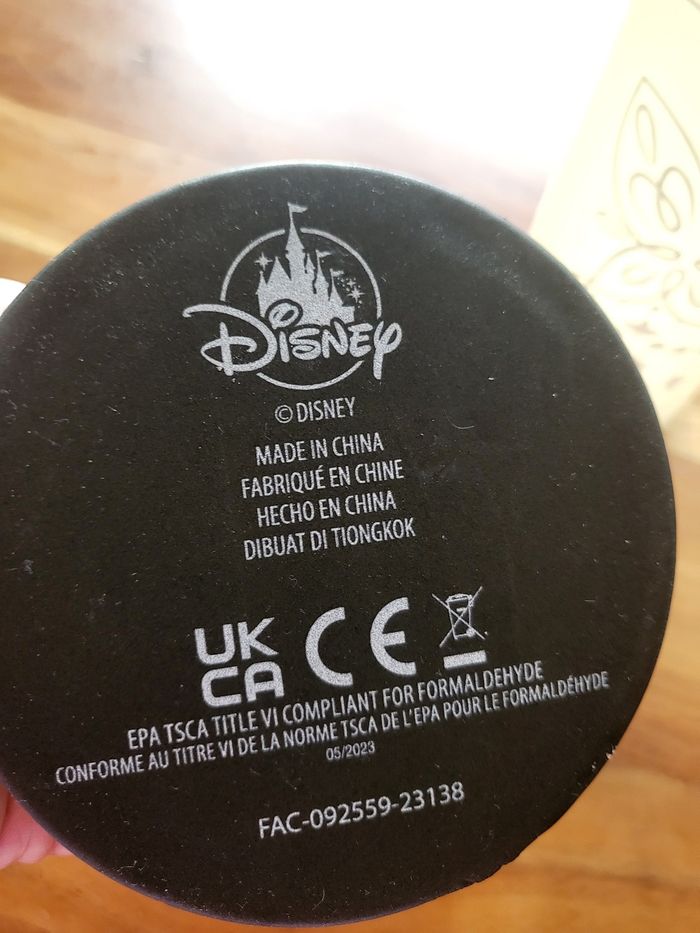 Disney
© DISNEY
MADE IN CHINA
FABRIQUÉ EN CHINE
HECHO EN CHINA
DIBUAT DI TIONGKOK
UK
CA
CE
EPA TSCA TITLE VI COMPLIANT FOR FORMALDEHYDE
CONFORME AU TITRE VI DE LA NORME TSCA DE L'EPA POUR LE FORMALDÉHYDE
05/2023
FAC-092559-23138